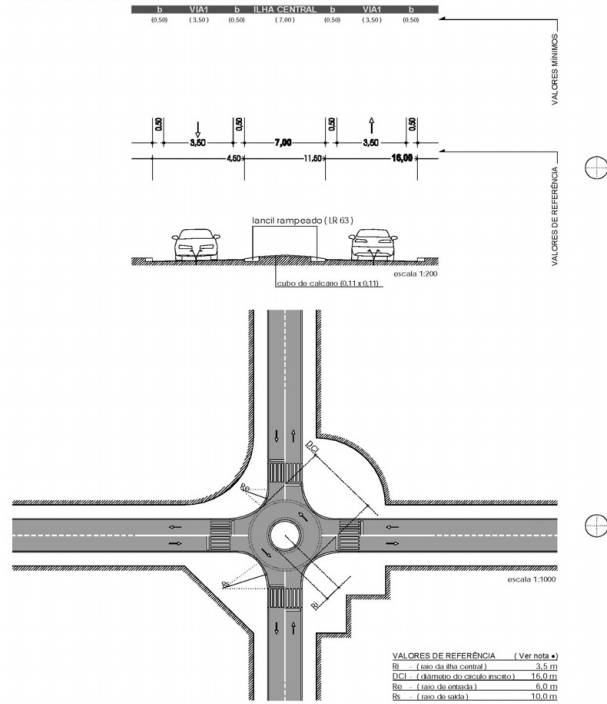 b VIA1 b ILHA CENTRAL b VIA1 b
(0,50) (3,50) (0,50) (7,00) (0,50) (3,50) (0,50)
VALORES MÍNIMOS
0,50 0,50 0,50 0,50
3,50 7,00 3,50
4,50 11,50 16,00
VALORES DE REFERÊNCIA
lancil rampeado ( LR 63 )
escala 1:200
cubo de calcário (0,11 x 0,11)
DCI
Re
Rs
Ri
escala 1:1000
VALORES DE REFERÊNCIA ( Ver nota • )
Ri - ( raio da ilha central ) 3,5 m
DCI - ( diâmetro do circulo inscrito ) 16,0 m
Re - ( raio de entrada ) 6,0 m
Rs - ( raio de saida ) 10,0 m